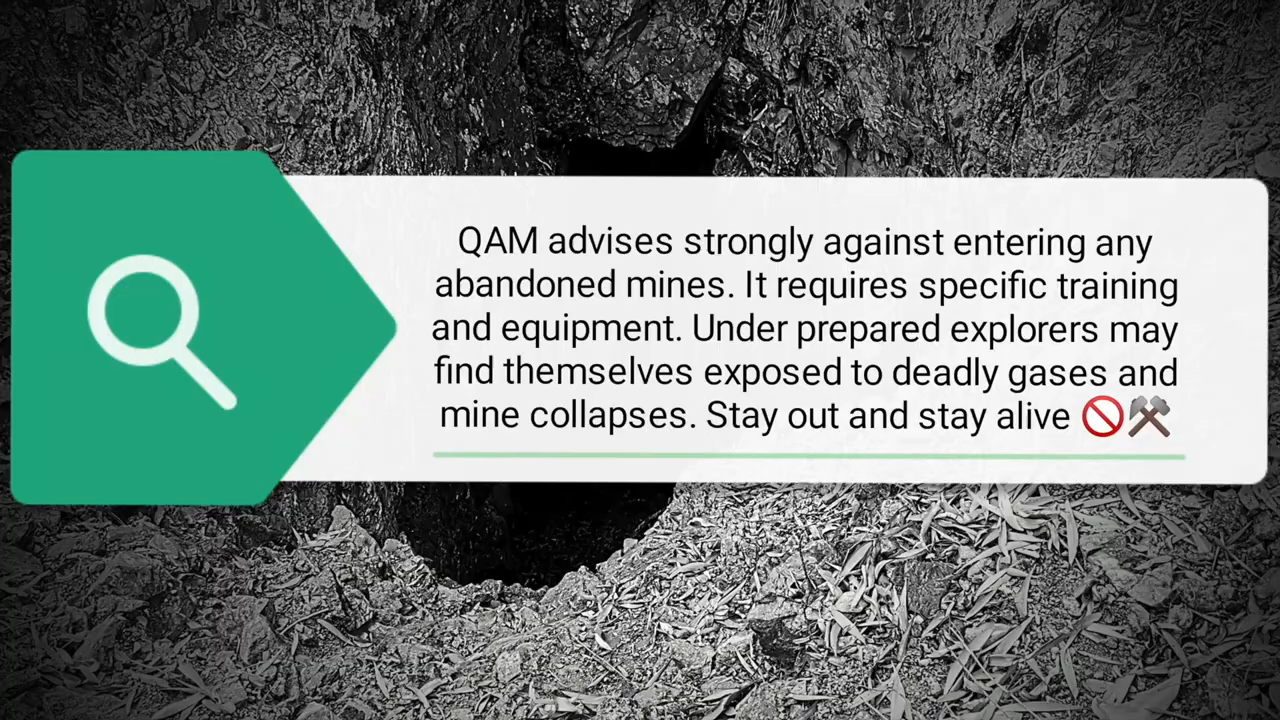 QAM advises strongly against entering any
abandoned mines. It requires specific training
and equipment. Under prepared explorers may
find themselves exposed to deadly gases and
mine collapses. Stay out and stay alive 🚫⚒️